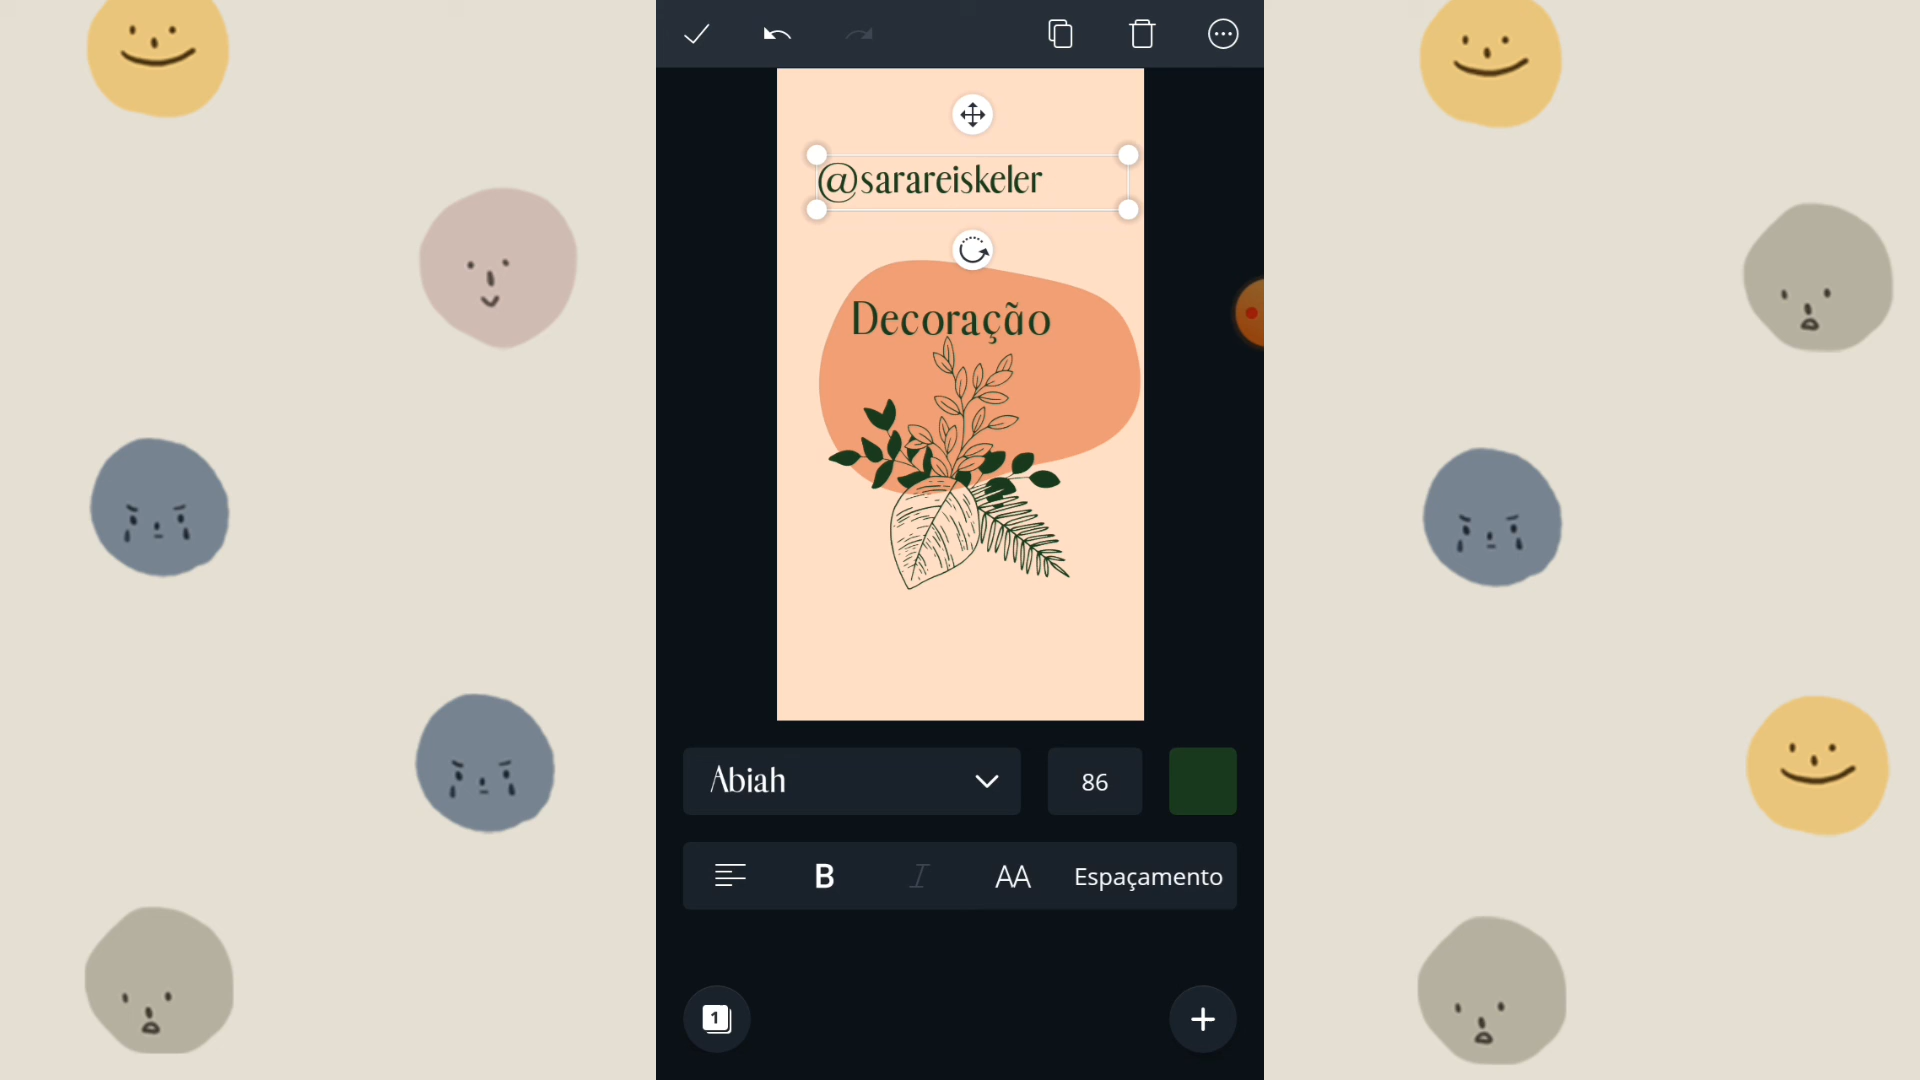 @sarareiskeler
Decoração
Abiah
86
B I AA Espaçamento
1